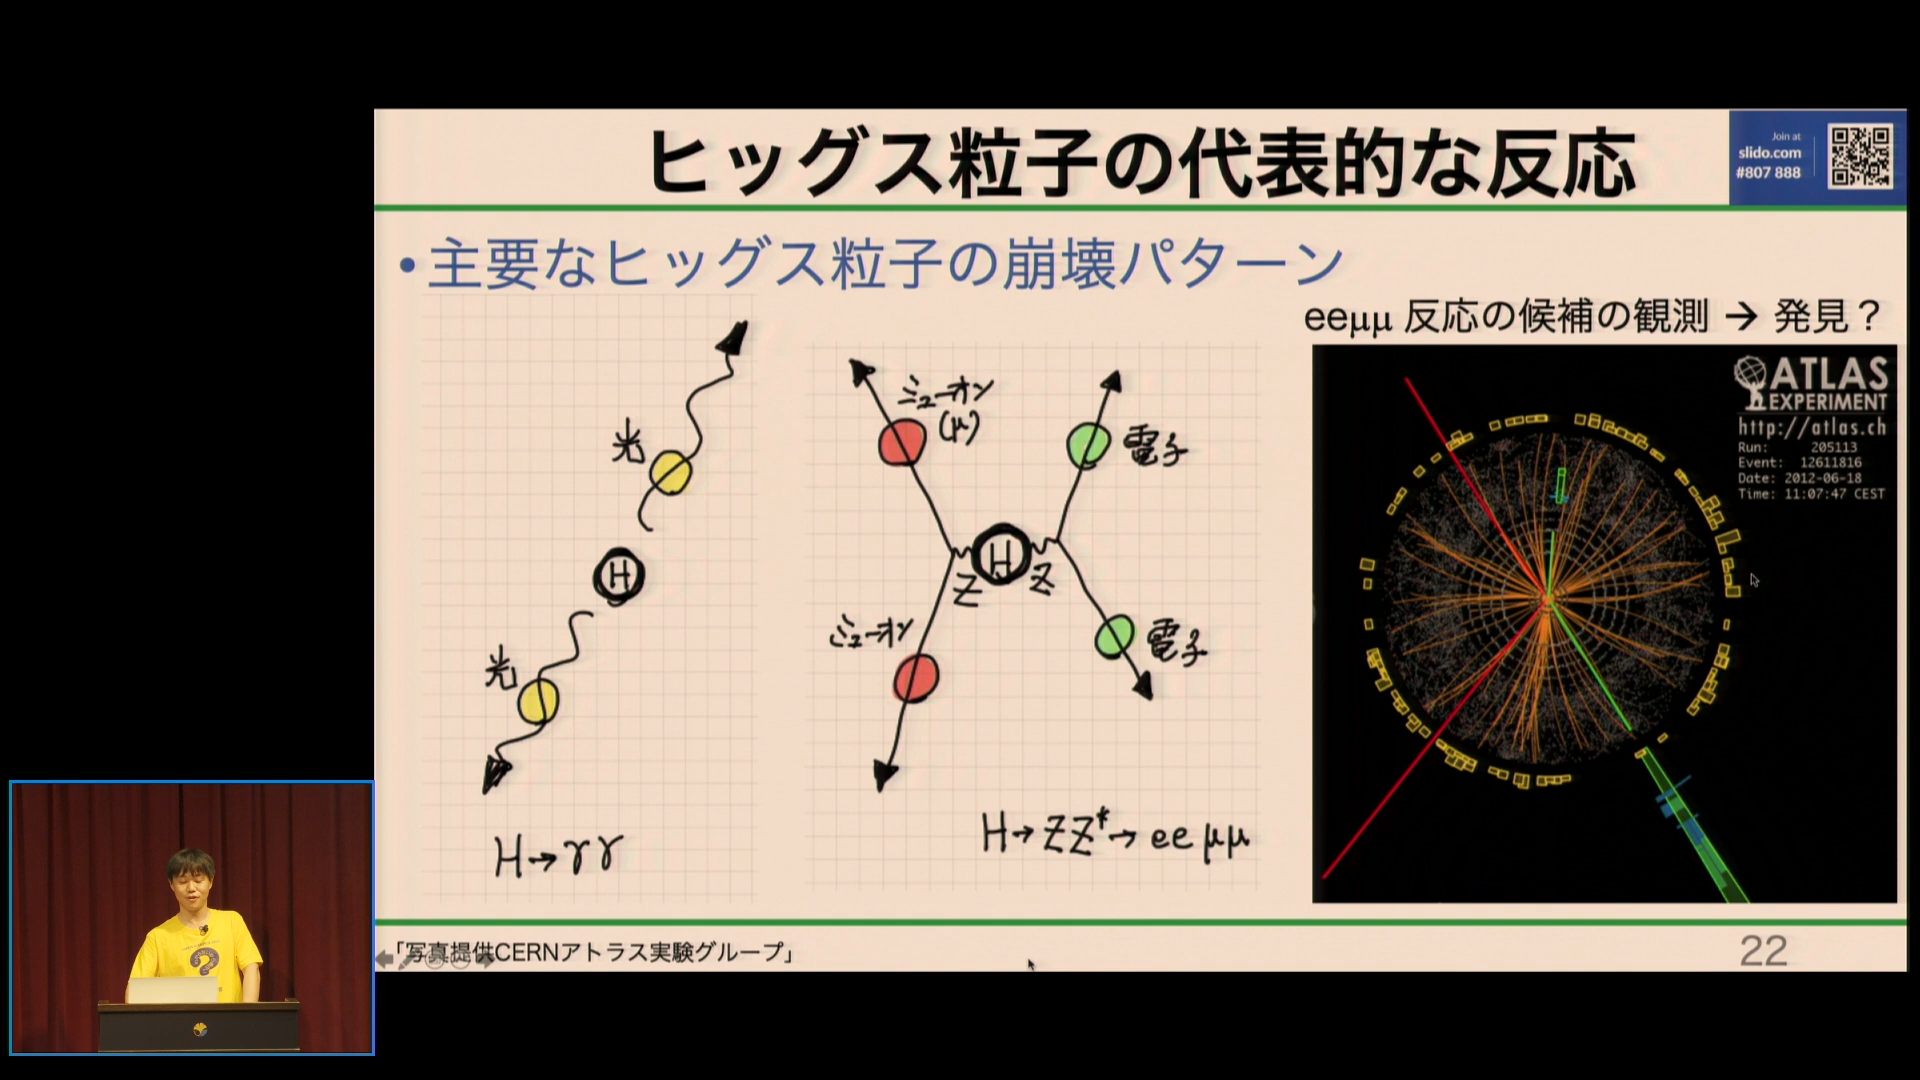 ヒッグス粒子の代表的な反応
Join at
slido.com
#807 888
•主要なヒッグス粒子の崩壊パターン
eeμμ 反応の候補の観測 → 発見？
光
H
光
H→γγ
ミューオン
(μ)
電子
H
Z
Z
ミューオン
電子
H→ZZ*→ee μμ
ATLAS
EXPERIMENT
http://atlas.ch
Run: 205113
Event: 12611816
Date: 2012-06-18
Time: 11:07:47 CEST
「写真提供CERNアトラス実験グループ」
22
?